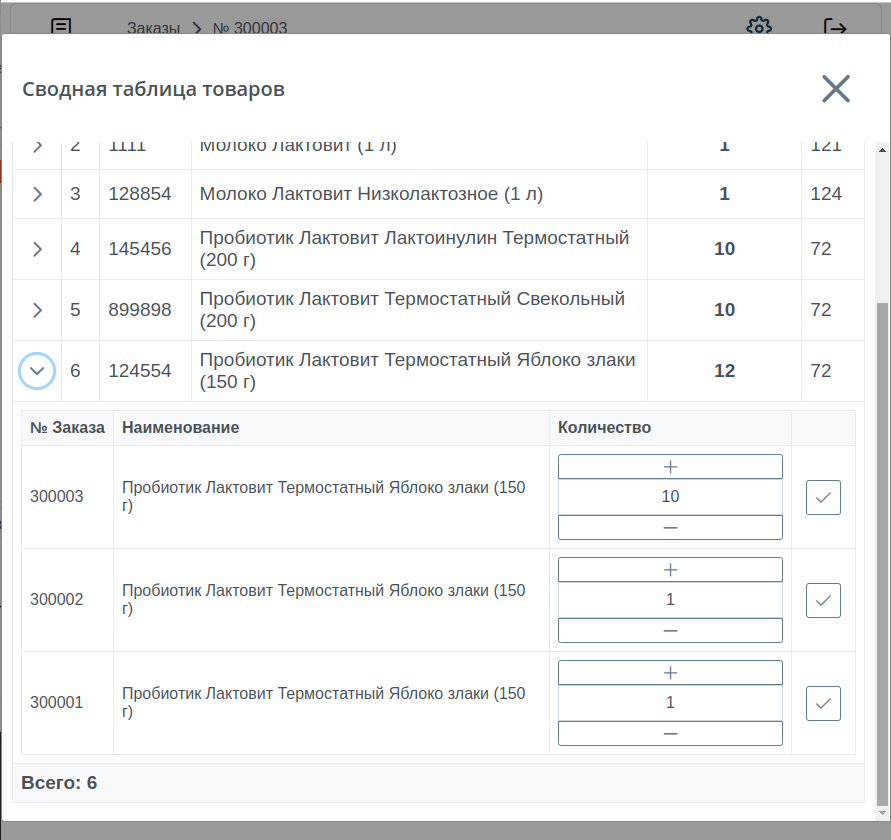 Заказы № 300003
Сводная таблица товаров
2 1111 Молоко Лактовит (1 л) 1 121
3 128854 Молоко Лактовит Низколактозное (1 л) 1 124
4 145456 Пробиотик Лактовит Лактоинулин Термостатный (200 г) 10 72
5 899898 Пробиотик Лактовит Термостатный Свекольный (200 г) 10 72
6 124554 Пробиотик Лактовит Термостатный Яблоко злаки (150 г) 12 72
№ Заказа Наименование Количество
+
300003 Пробиотик Лактовит Термостатный Яблоко злаки (150 г) 10
—
+
300002 Пробиотик Лактовит Термостатный Яблоко злаки (150 г) 1
—
+
300001 Пробиотик Лактовит Термостатный Яблоко злаки (150 г) 1
—
Всего: 6